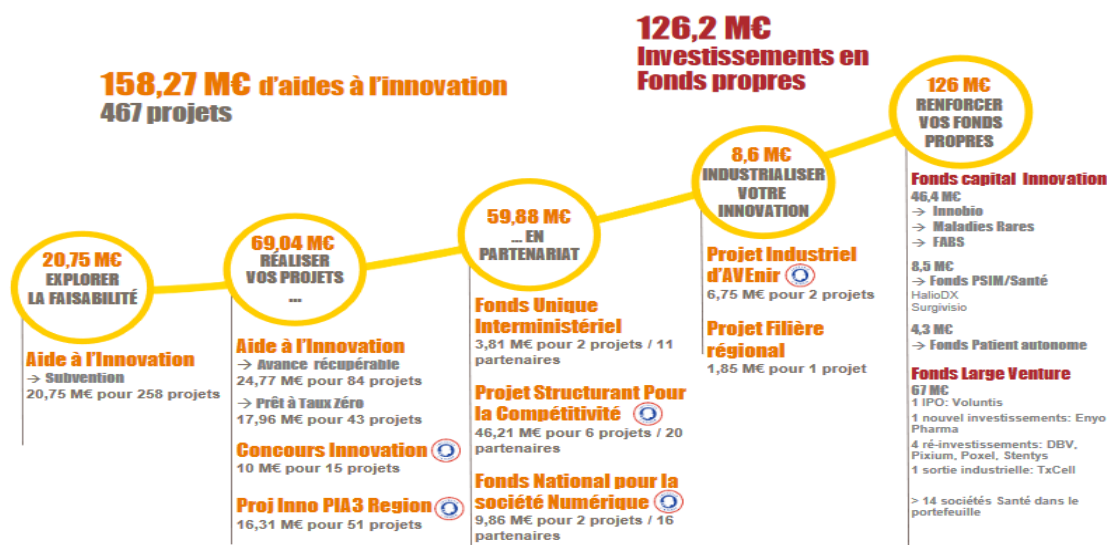 158,27 M€ d'aides à l'innovation
467 projets
126,2 M€
Investissements en
Fonds propres
20,75 M€
EXPLORER
LA FAISABILITÉ
Aide à l'Innovation
→ Subvention
20,75 M€ pour 258 projets
69,04 M€
RÉALISER
VOS PROJETS
...
Aide à l'Innovation
→ Avance récupérable
24,77 M€ pour 84 projets
→ Prêt à Taux Zéro
17,96 M€ pour 43 projets
Concours Innovation
10 M€ pour 15 projets
Proj Inno PIA3 Region
16,31 M€ pour 51 projets
59,88 M€
... EN
PARTENARIAT
Fonds Unique
Interministériel
3,81 M€ pour 2 projets / 11
partenaires
Projet Structurant Pour
la Compétitivité
46,21 M€ pour 6 projets / 20
partenaires
Fonds National pour la
société Numérique
9,86 M€ pour 2 projets / 16
partenaires
8,6 M€
INDUSTRIALISER
VOTRE
INNOVATION
Projet Industriel
d'AVEnir
6,75 M€ pour 2 projets
Projet Filière
régional
1,85 M€ pour 1 projet
126 M€
RENFORCER
VOS FONDS
PROPRES
Fonds capital Innovation
46,4 M€
→ Innobio
→ Maladies Rares
→ FABS
8,5 M€
→ Fonds PSIM/Santé
HalioDX
Surgivisio
4,3 M€
→ Fonds Patient autonome
Fonds Large Venture
67 M€
1 IPO: Voluntis
1 nouvel investissements: Enyo
Pharma
4 ré-investissements: DBV,
Pixium, Poxel, Stentys
1 sortie industrielle: TxCell
> 14 sociétés Santé dans le
portefeuille